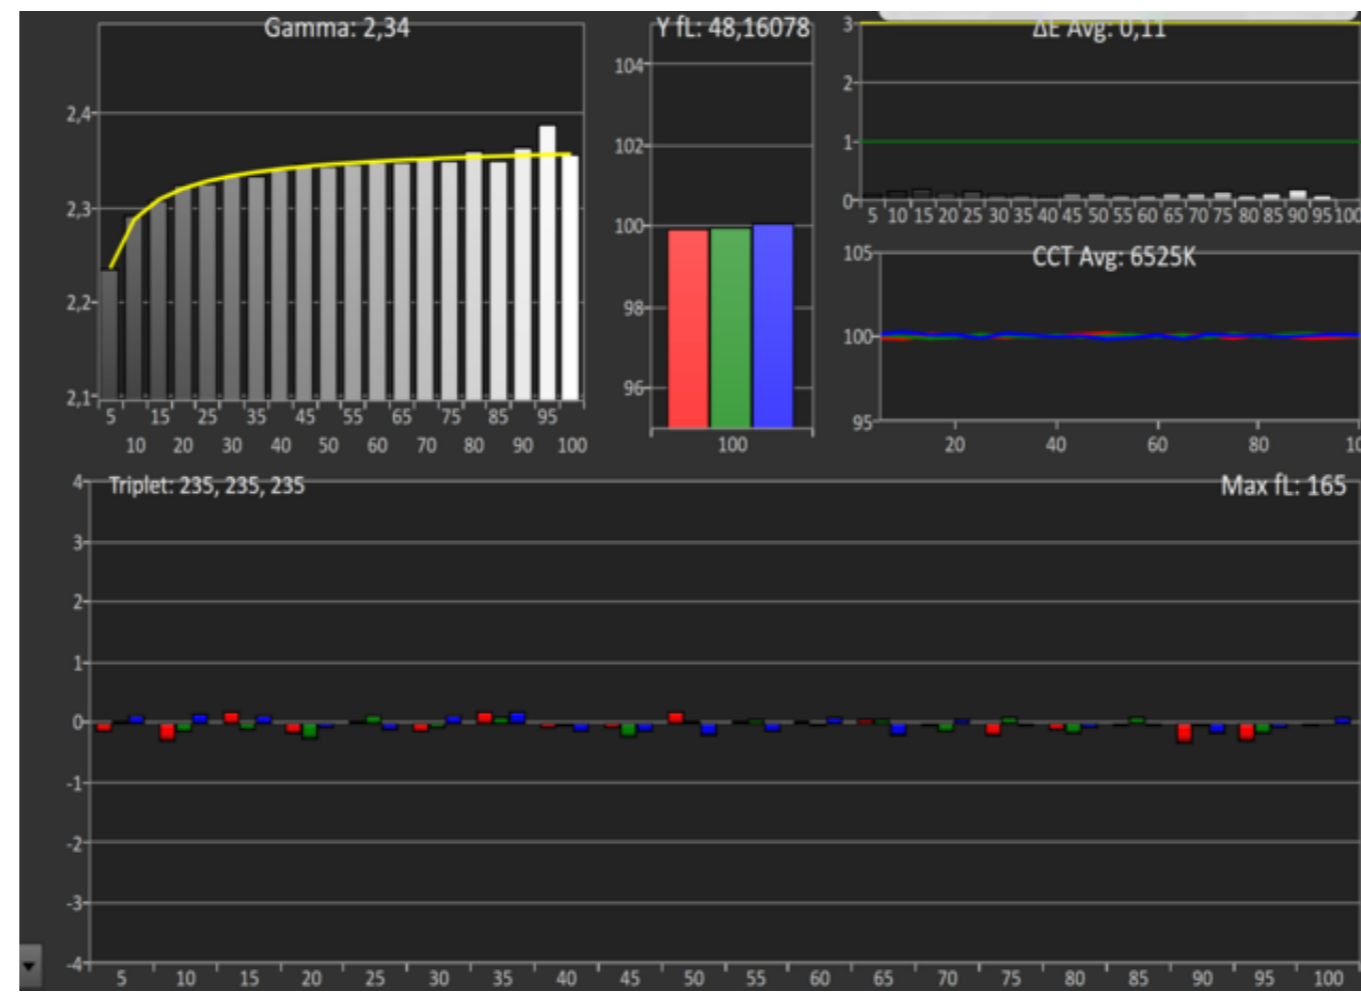 Gamma: 2,34
2,4
2,3
2,2
2,1
5 15 25 35 45 55 65 75 85 95
10 20 30 40 50 60 70 80 90 100
Y fL: 48,16078
104
102
100
98
96
100
ΔE Avg: 0,11
3
2
1
0
5 10 15 20 25 30 35 40 45 50 55 60 65 70 75 80 85 90 95 100
CCT Avg: 6525K
105
100
95
20 40 60 80 10
Triplet: 235, 235, 235
Max fL: 165
4
3
2
1
0
-1
-2
-3
-4
5 10 15 20 25 30 35 40 45 50 55 60 65 70 75 80 85 90 95 100